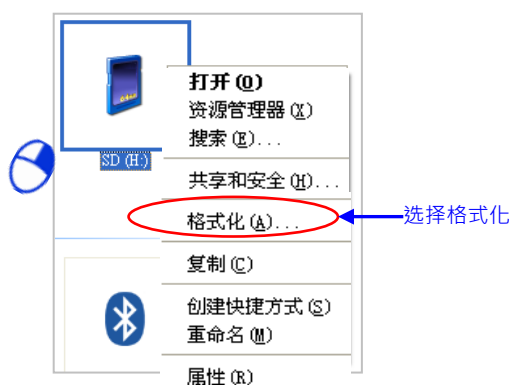 打开(O)
资源管理器(X)
搜索(E)...
SD (H:)
共享和安全(H)...
格式化(A)...
选择格式化
复制(C)
创建快捷方式(S)
重命名(M)
属性(R)